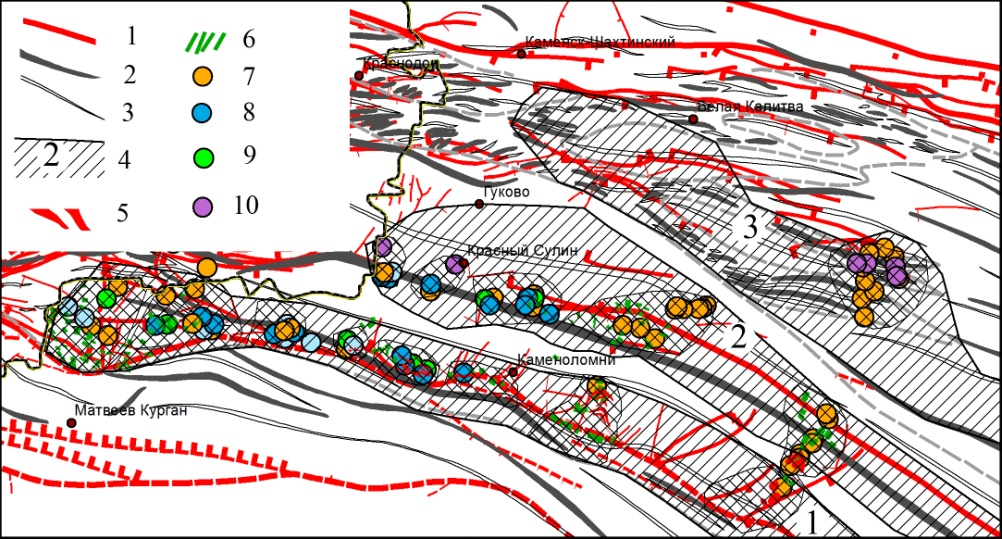 1
2
3
2
4
5
6
7
8
9
10
Каменск-Шахтинский
Краснодон
Белая Калитва
Гуково
3
Красный Сулин
2
Каменоломни
Матвеев Курган
1